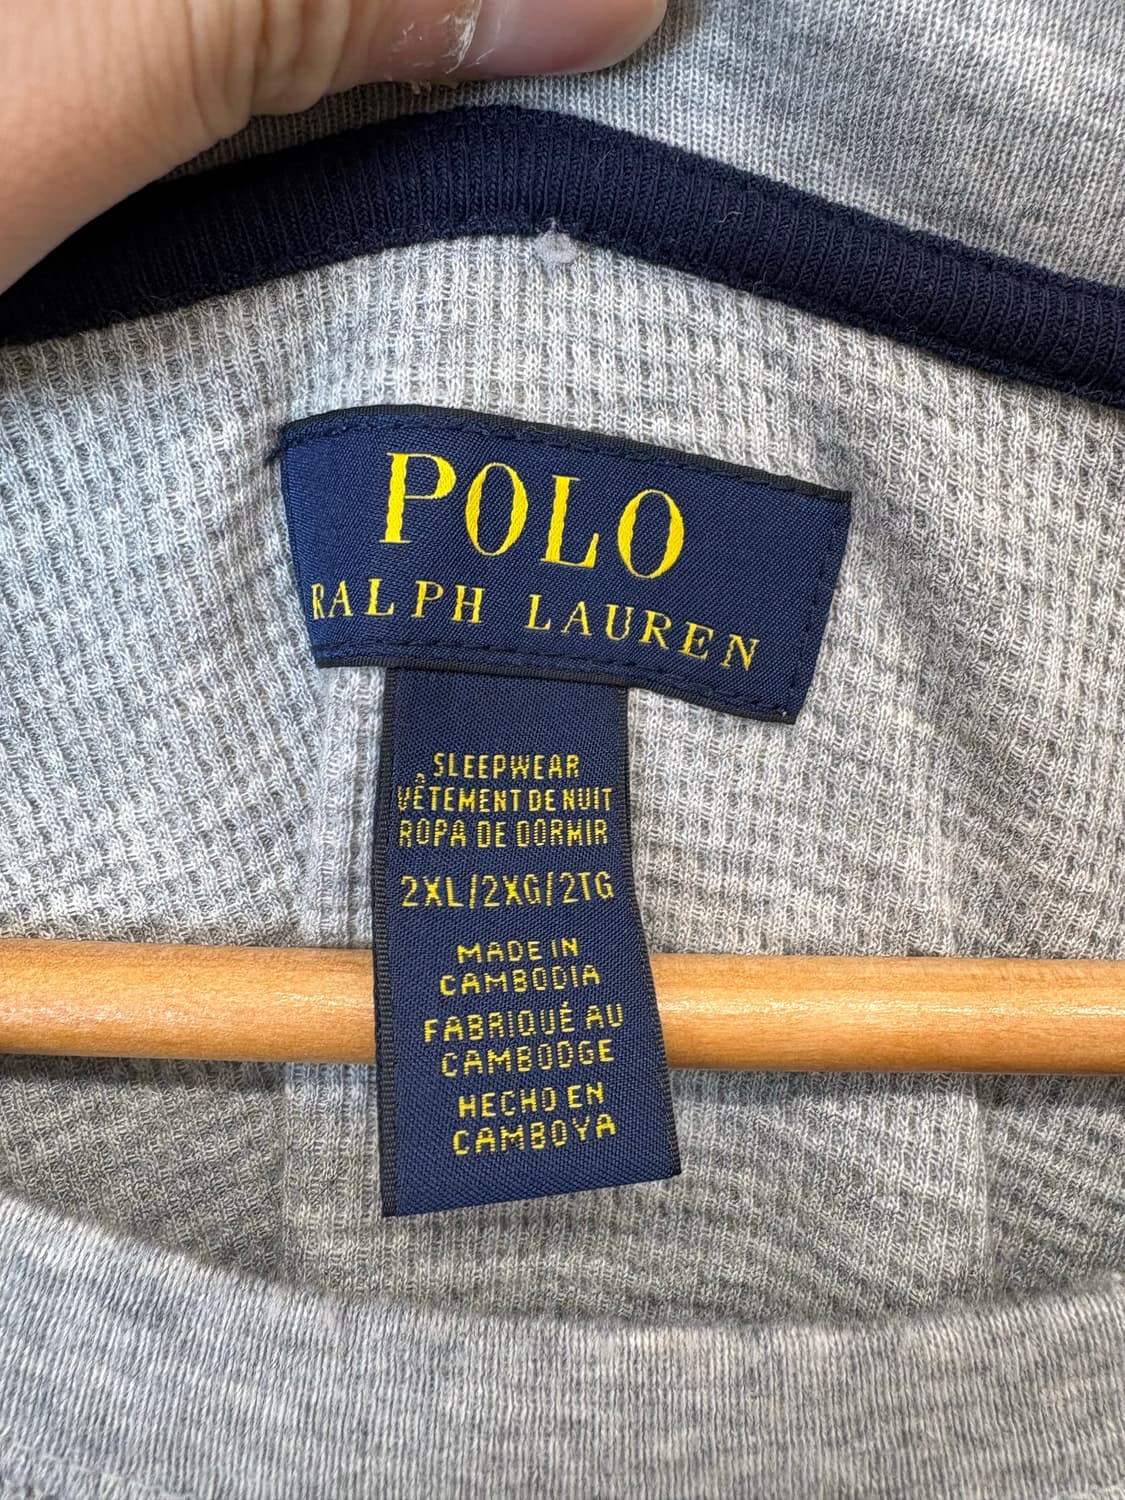 POLO
RALPH LAUREN
SLEEPWEAR
VÊTEMENT DE NUIT
ROPA DE DORMIR
2XL/2XG/2TG
MADE IN
CAMBODIA
FABRIQUÉ AU
CAMBODGE
HECHO EN
CAMBOYA